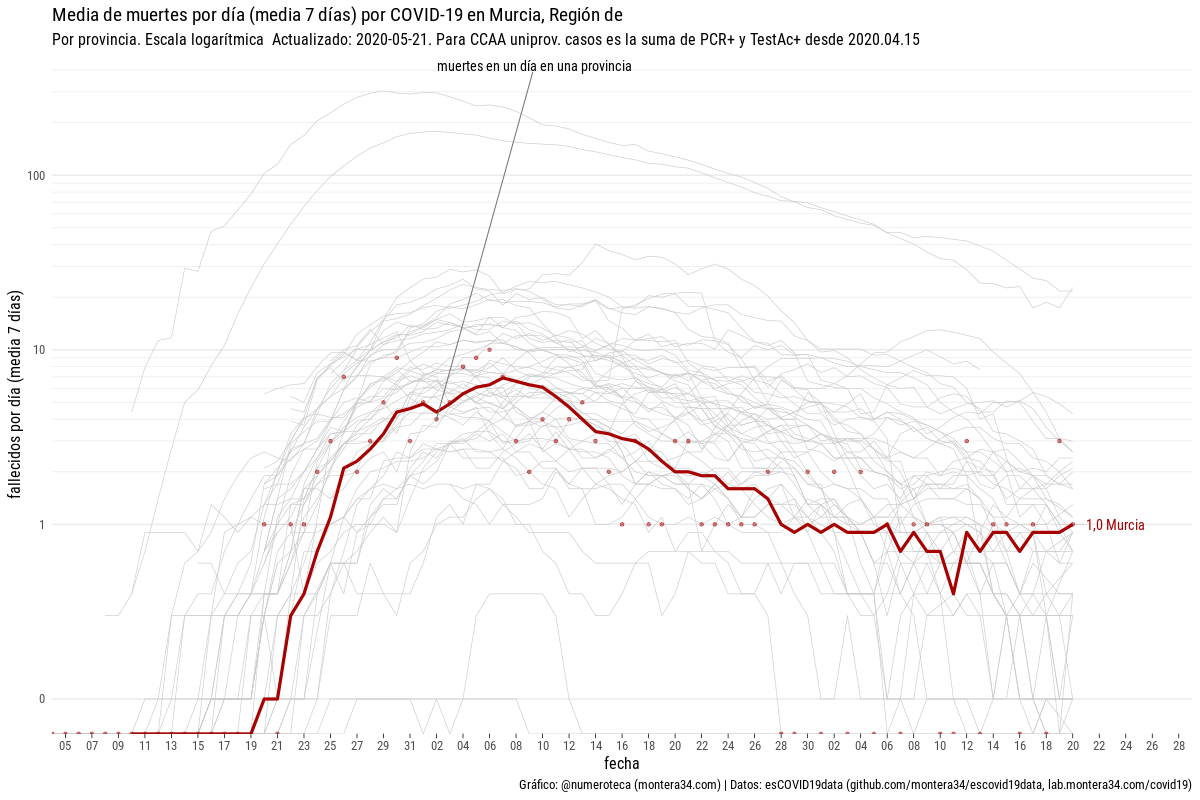 Media de muertes por día (media 7 días) por COVID-19 en Murcia, Región de
Por provincia. Escala logarítmica  Actualizado: 2020-05-21. Para CCAA uniprov. casos es la suma de PCR+ y TestAc+ desde 2020.04.15
muertes en un día en una provincia
fallecidos por día (media  7 días)
100
10
1
0
1,0 Murcia
05 07 09 11 13 15 17 19 21 23 25 27 29 31 02 04 06 08 10 12 14 16 18 20 22 24 26 28 30 02 04 06 08 10 12 14 16 18 20 22 24 26 28
fecha
Gráfico: @numeroteca (montera34.com) | Datos: esCOVID19data (github.com/montera34/escovid19data, lab.montera34.com/covid19)